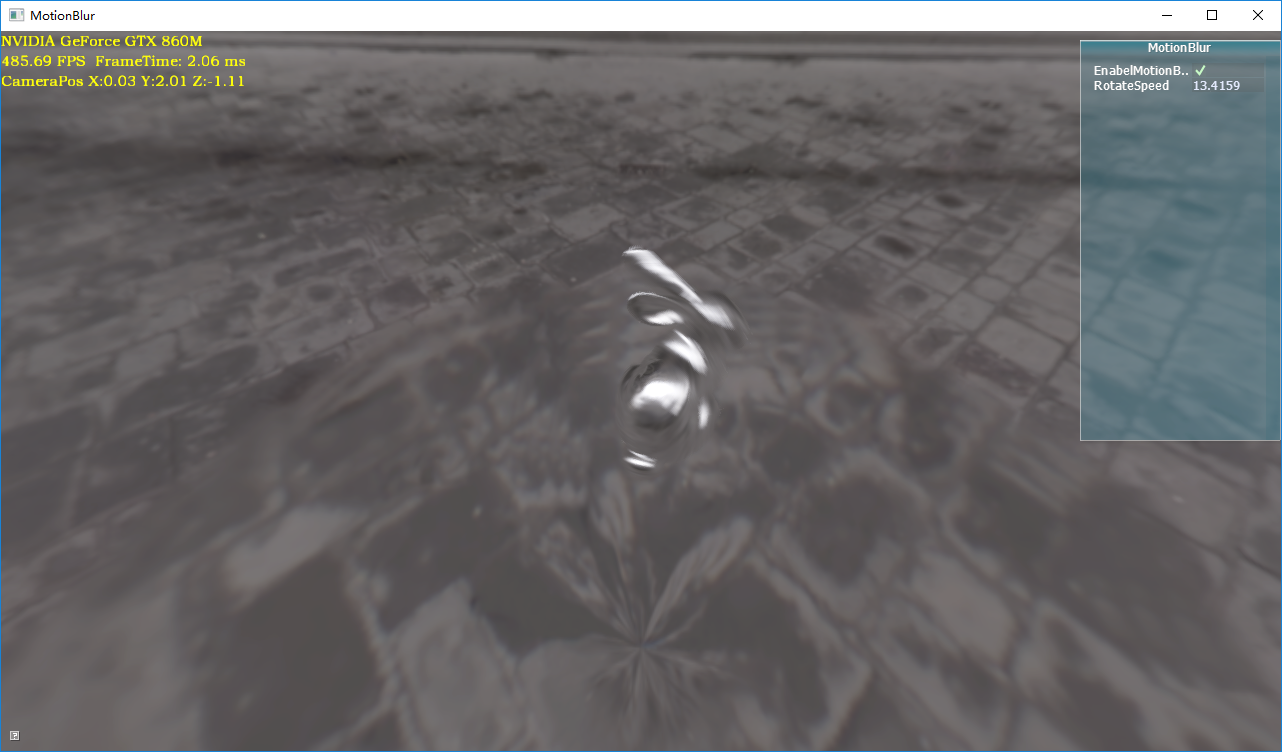 MotionBlur
NVIDIA GeForce GTX 860M
485.69 FPS  FrameTime: 2.06 ms
CameraPos X:0.03 Y:2.01 Z:-1.11
MotionBlur
EnabelMotionB.. ✓
RotateSpeed 13.4159
?